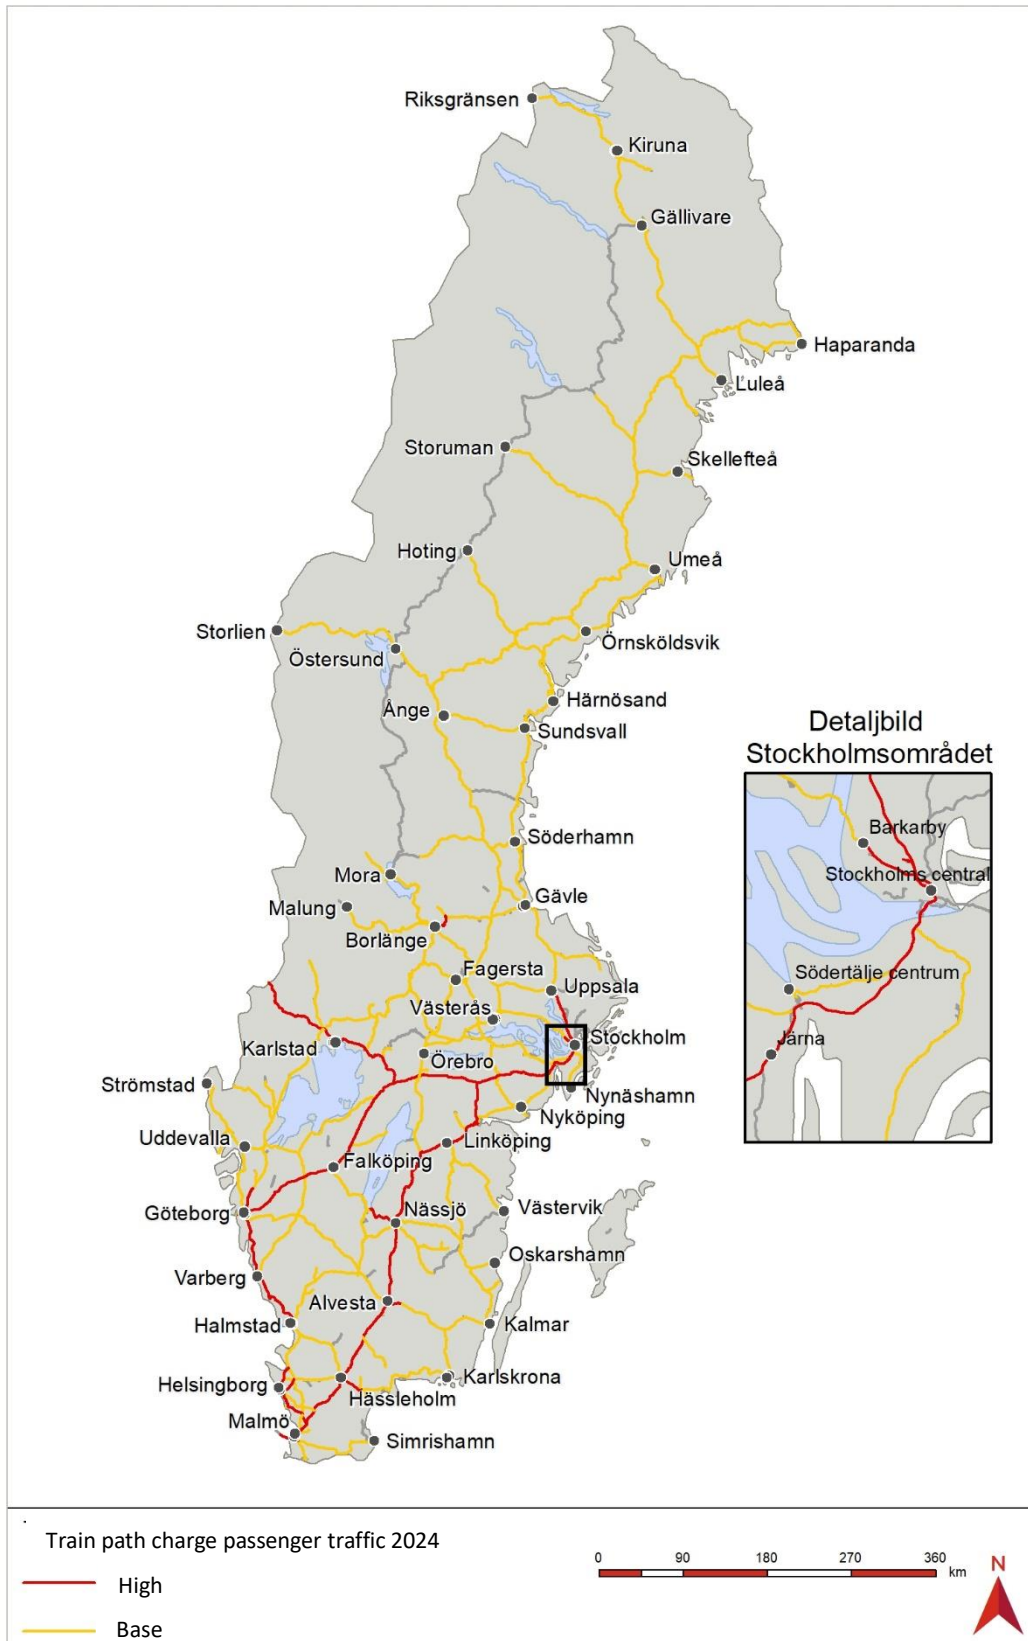 Riksgränsen
Kiruna
Gällivare
Haparanda
Luleå
Storuman
Skellefteå
Hoting
Umeå
Storlien
Östersund
Örnsköldsvik
Ånge
Härnösand
Sundsvall
Detaljbild
Stockholmsområdet
Barkarby
Stockholms central
Södertälje centrum
Järna
Söderhamn
Mora
Malung
Gävle
Borlänge
Fagersta
Uppsala
Västerås
Stockholm
Karlstad
Örebro
Strömstad
Nynäshamn
Nyköping
Uddevalla
Linköping
Falköping
Göteborg
Nässjö
Västervik
Oskarshamn
Varberg
Alvesta
Halmstad
Kalmar
Helsingborg
Karlskrona
Hässleholm
Malmö
Simrishamn
Train path charge passenger traffic 2024
High
Base
0 90 180 270 360
km
N